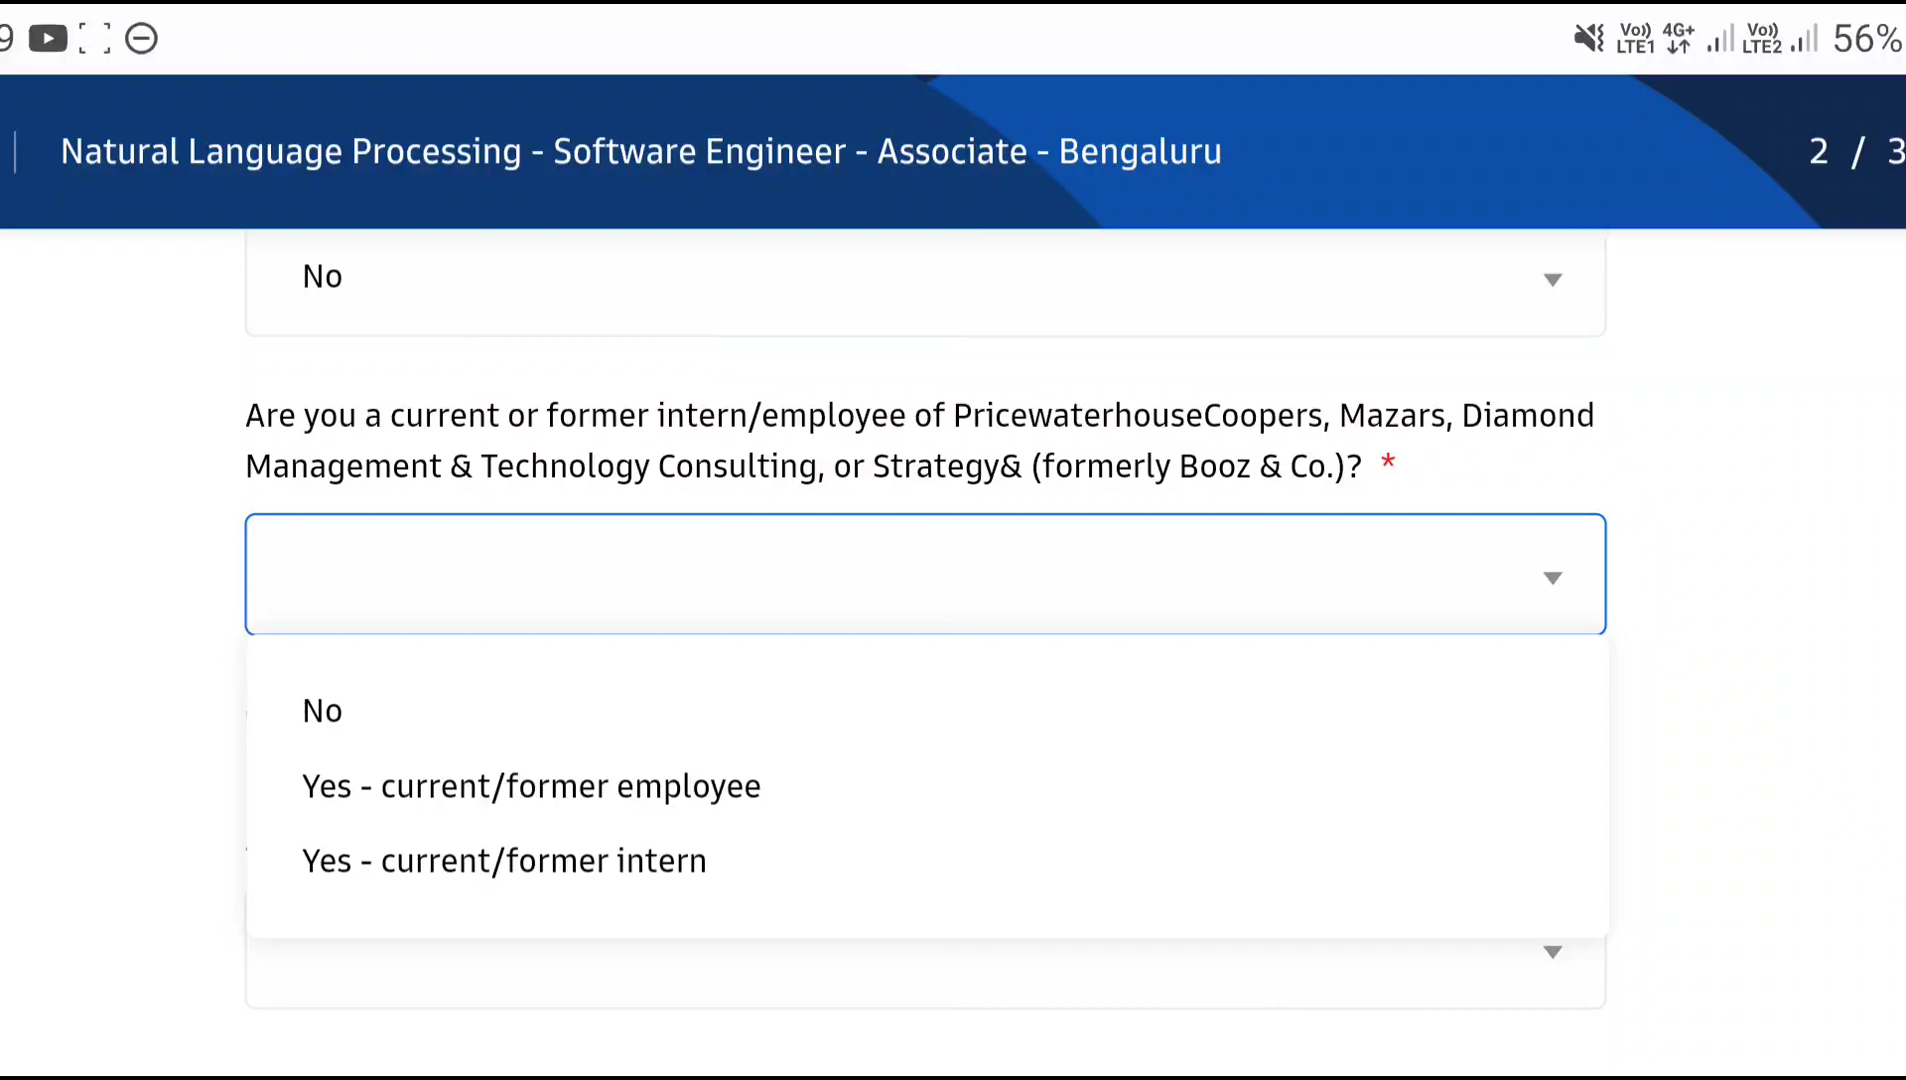 9
Vo)) LTE1 4G+ Vo)) LTE2 56%
Natural Language Processing - Software Engineer - Associate - Bengaluru
2 / 3
No
Are you a current or former intern/employee of PricewaterhouseCoopers, Mazars, Diamond
Management & Technology Consulting, or Strategy& (formerly Booz & Co.)? *
No
Yes - current/former employee
Yes - current/former intern